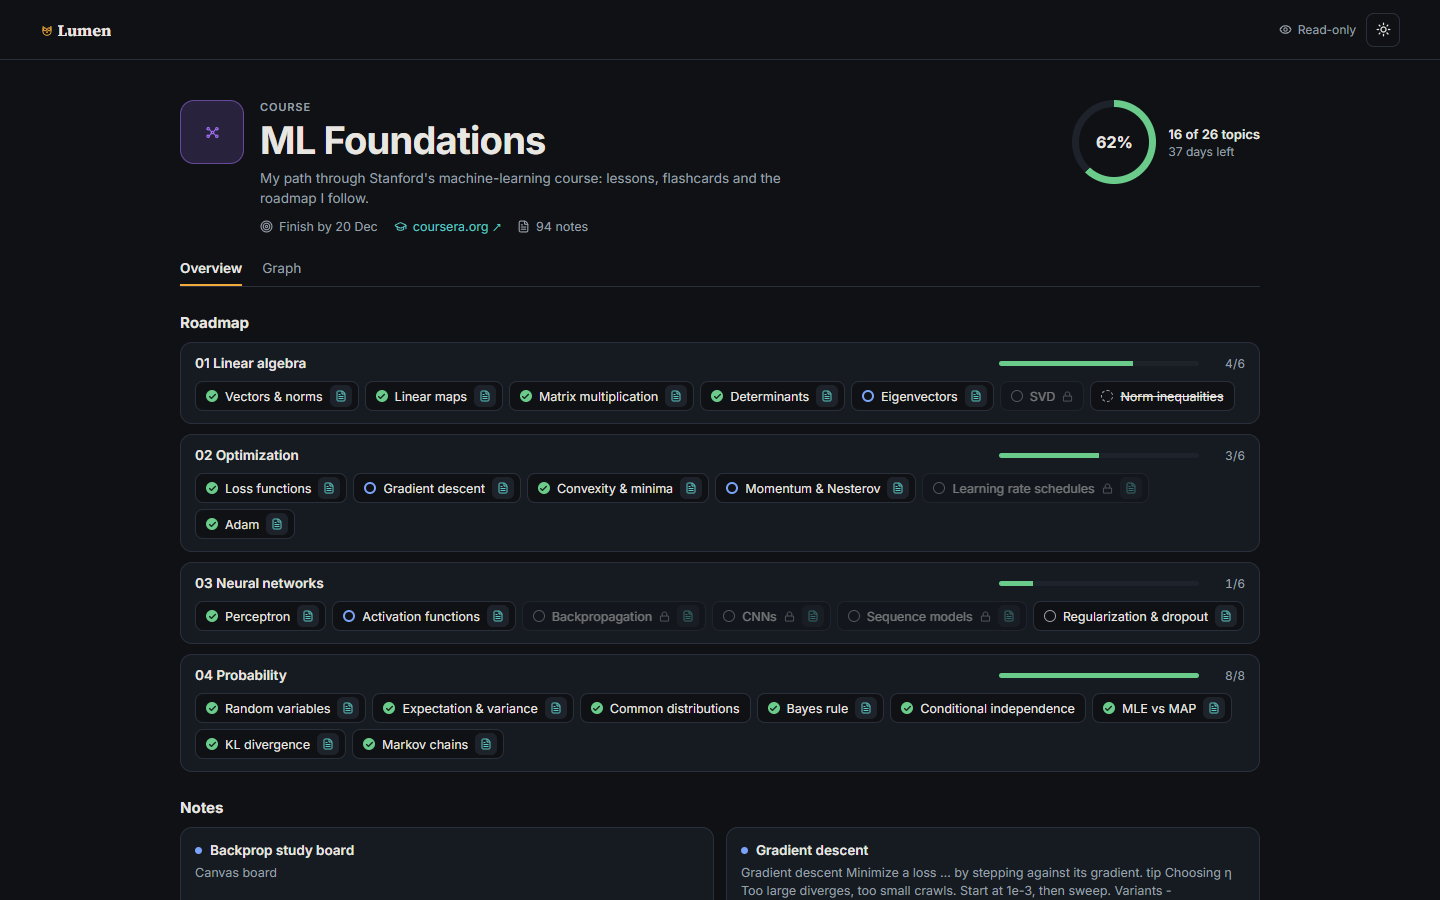 Lumen
Read-only
COURSE
ML Foundations
My path through Stanford's machine-learning course: lessons, flashcards and the
roadmap I follow.
Finish by 20 Dec
coursera.org ↗
94 notes
62%
16 of 26 topics
37 days left
Overview
Graph
Roadmap
01 Linear algebra
4/6
Vectors & norms
Linear maps
Matrix multiplication
Determinants
Eigenvectors
SVD
Norm inequalities
02 Optimization
3/6
Loss functions
Gradient descent
Convexity & minima
Momentum & Nesterov
Learning rate schedules
Adam
03 Neural networks
1/6
Perceptron
Activation functions
Backpropagation
CNNs
Sequence models
Regularization & dropout
04 Probability
8/8
Random variables
Expectation & variance
Common distributions
Bayes rule
Conditional independence
MLE vs MAP
KL divergence
Markov chains
Notes
Backprop study board
Canvas board
Gradient descent
Gradient descent Minimize a loss ... by stepping against its gradient. tip Choosing η
Too large diverges, too small crawls. Start at 1e-3, then sweep. Variants -